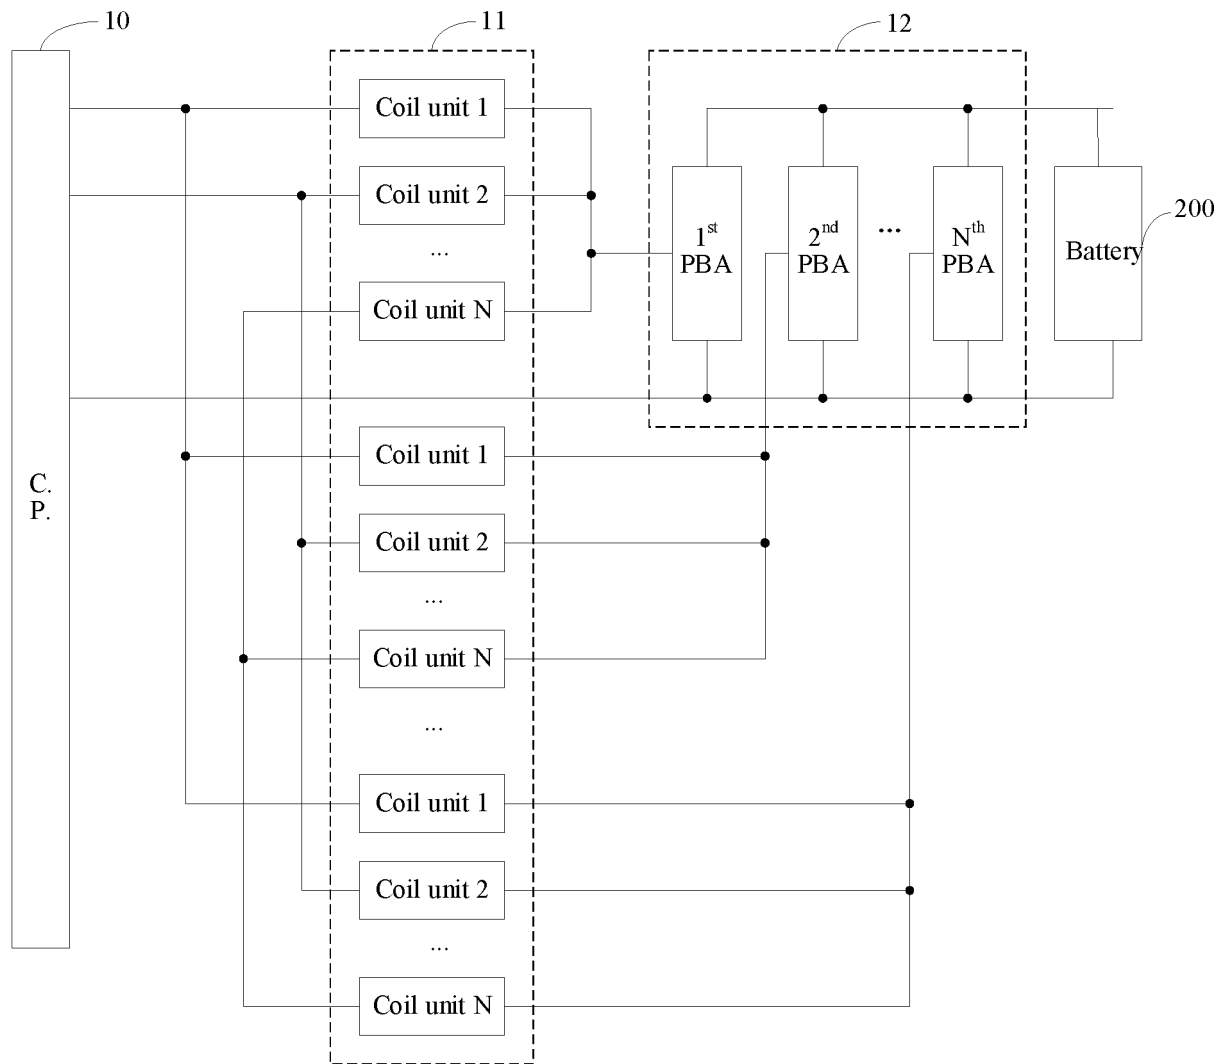 10
11
12
Coil unit 1
Coil unit 2
...
Coil unit N
1st
PBA
2nd
PBA
...
Nth
PBA
Battery
200
C.
P.
Coil unit 1
Coil unit 2
...
Coil unit N
...
Coil unit 1
Coil unit 2
...
Coil unit N